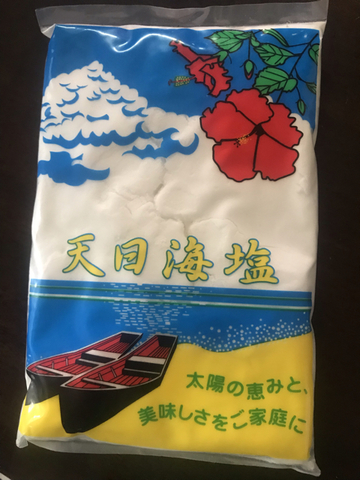 天日海塩
太陽の恵みと、
美味しさをご家庭に